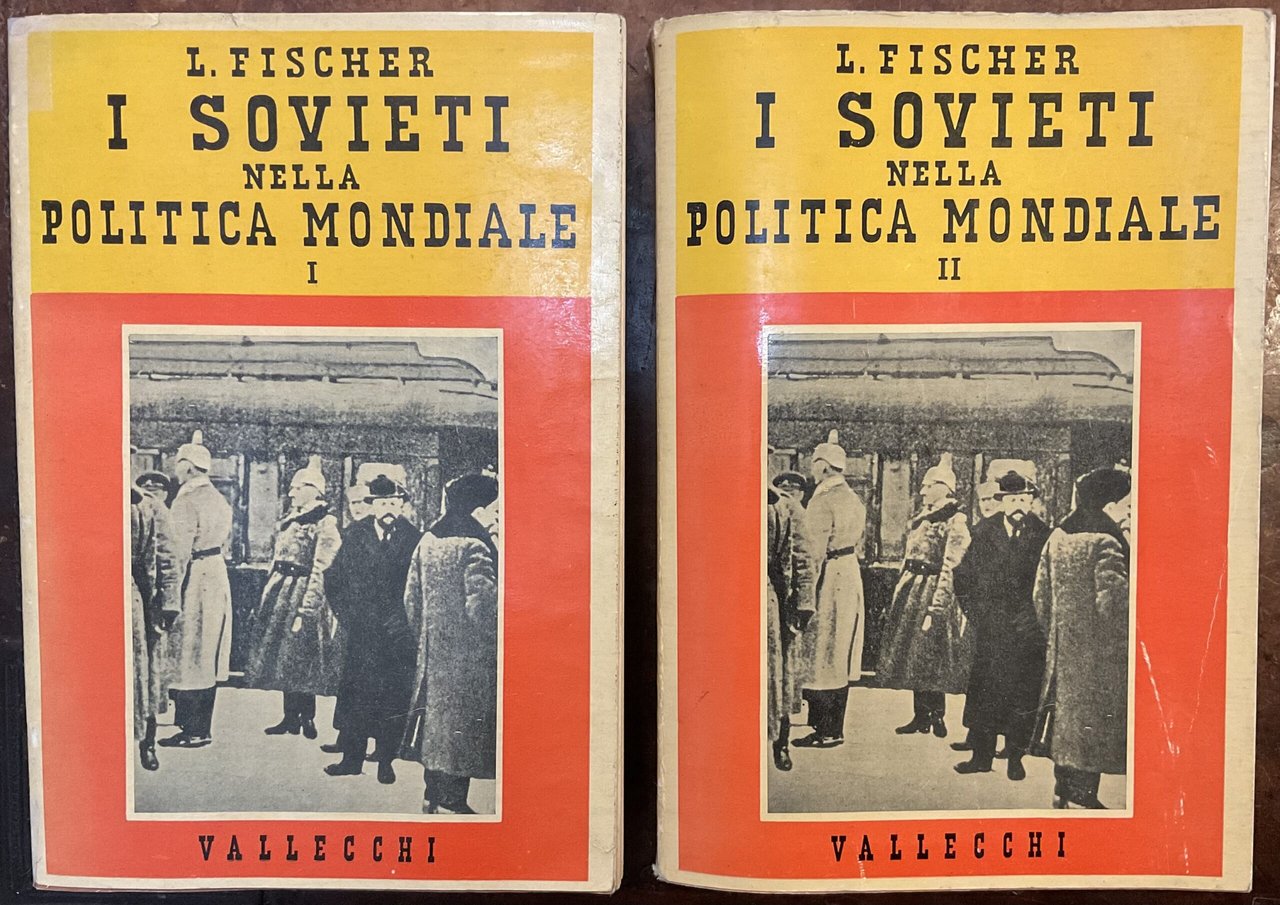 L. FISCHER
I SOVIETI
NELLA
POLITICA MONDIALE
I
VALLECCHI
L. FISCHER
I SOVIETI
NELLA
POLITICA MONDIALE
II
VALLECCHI